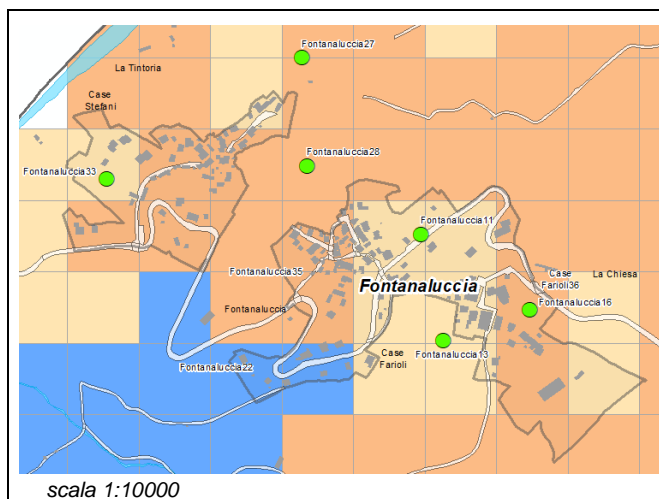 Fontanaluccia27
La Tintoria
Case
Stefani
Fontanaluccia28
Fontanaluccia33
Fontanaluccia11
Fontanaluccia35
Case
Farioli36
La Chiesa
Fontanaluccia
Fontanaluccia
Fontanaluccia16
Fontanaluccia13
Case
Farioli
Fontanaluccia22
scala 1:10000